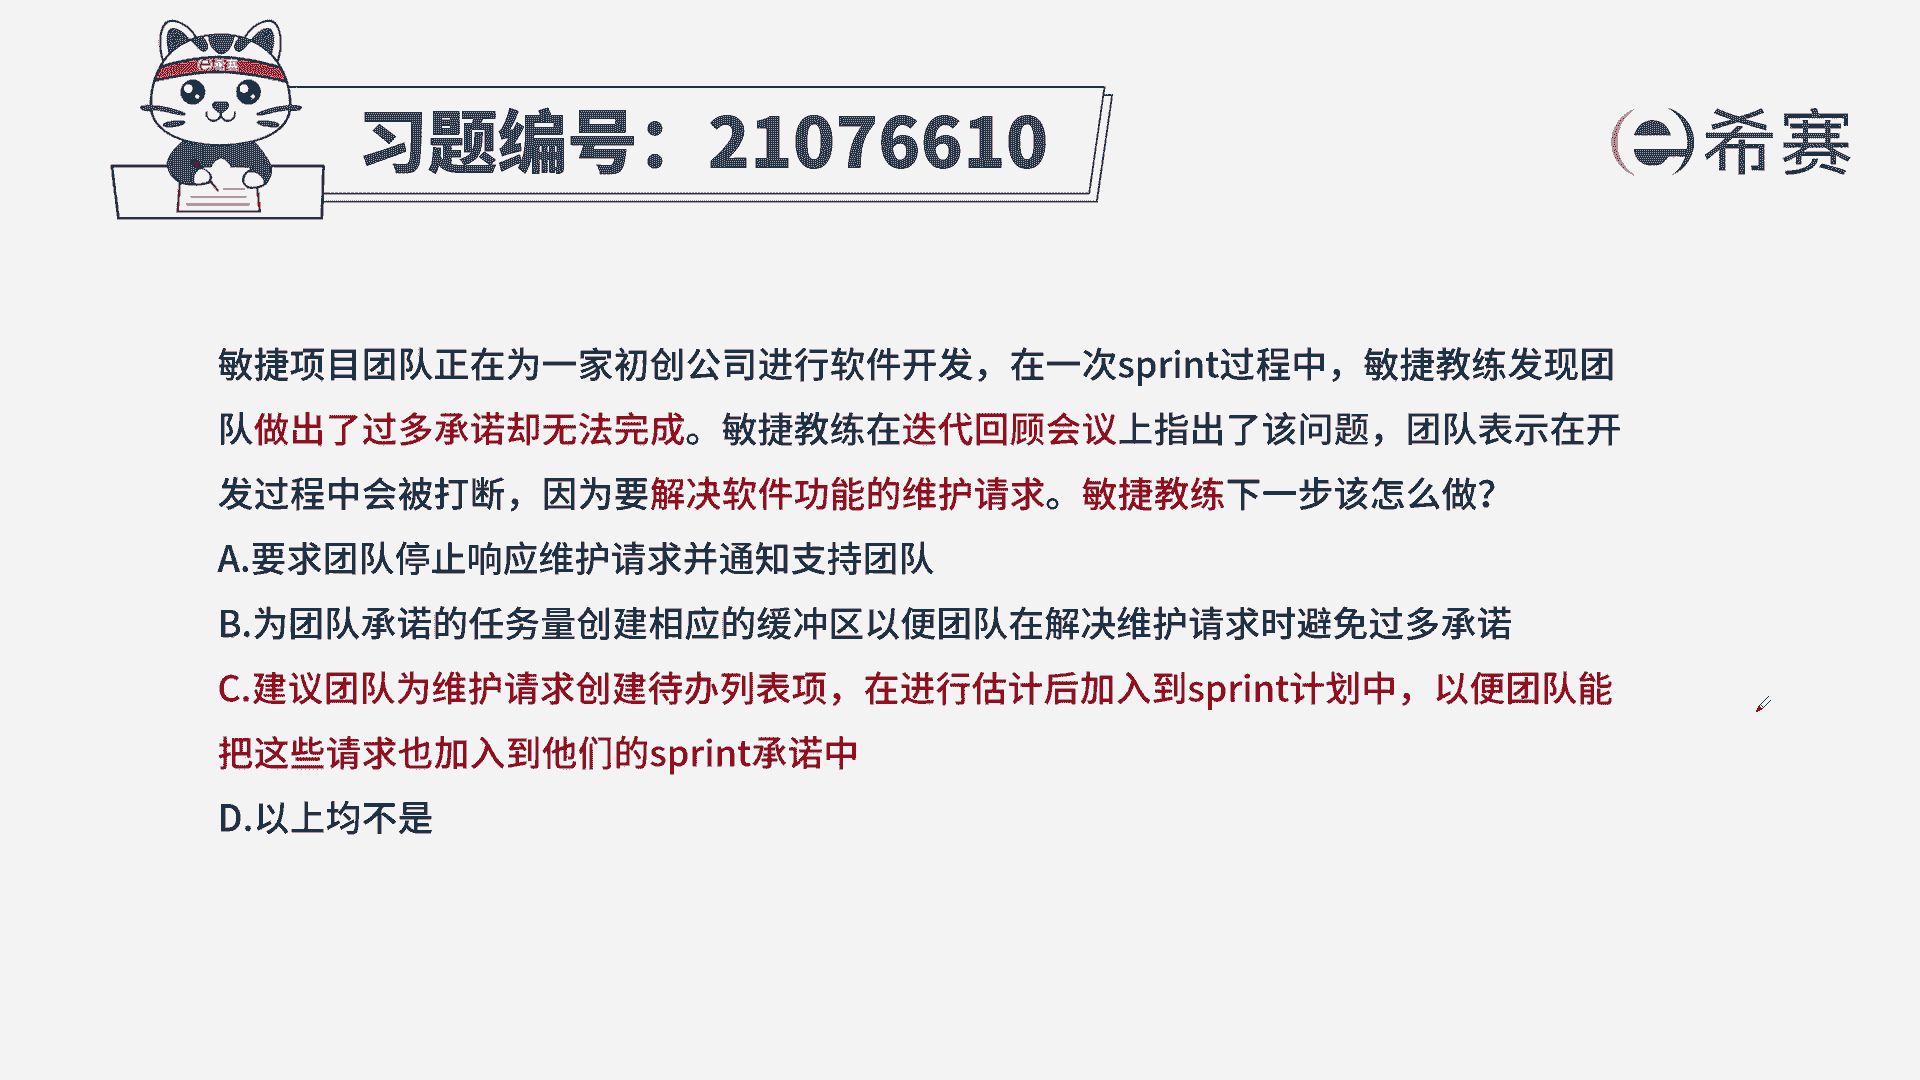 e希赛
习题编号：21076610
e希赛
敏捷项目团队正在为一家初创公司进行软件开发，在一次sprint过程中，敏捷教练发现团
队做出了过多承诺却无法完成。敏捷教练在迭代回顾会议上指出了该问题，团队表示在开
发过程中会被打断，因为要解决软件功能的维护请求。敏捷教练下一步该怎么做？
A.要求团队停止响应维护请求并通知支持团队
B.为团队承诺的任务量创建相应的缓冲区以便团队在解决维护请求时避免过多承诺
C.建议团队为维护请求创建待办列表项，在进行估计后加入到sprint计划中，以便团队能
把这些请求也加入到他们的sprint承诺中
D.以上均不是